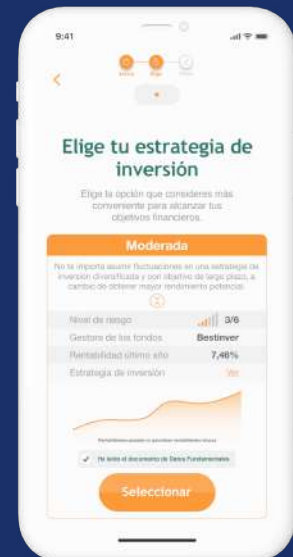 9:41
Elige tu estrategia de
inversión
Elige la opción que consideres más
conveniente para alcanzar tus
objetivos financieros.
Moderada
No te importa asumir fluctuaciones en una estrategia de
inversión diversificada y con objetivo de largo plazo, a
cambio de obtener mayor rendimiento potencial.
Nivel de riesgo 3/6
Gestora de los fondos Bestinver
Rentabilidad último año 7,46%
Estrategia de inversión Ver
He leído el documento de Datos Fundamentales
Seleccionar